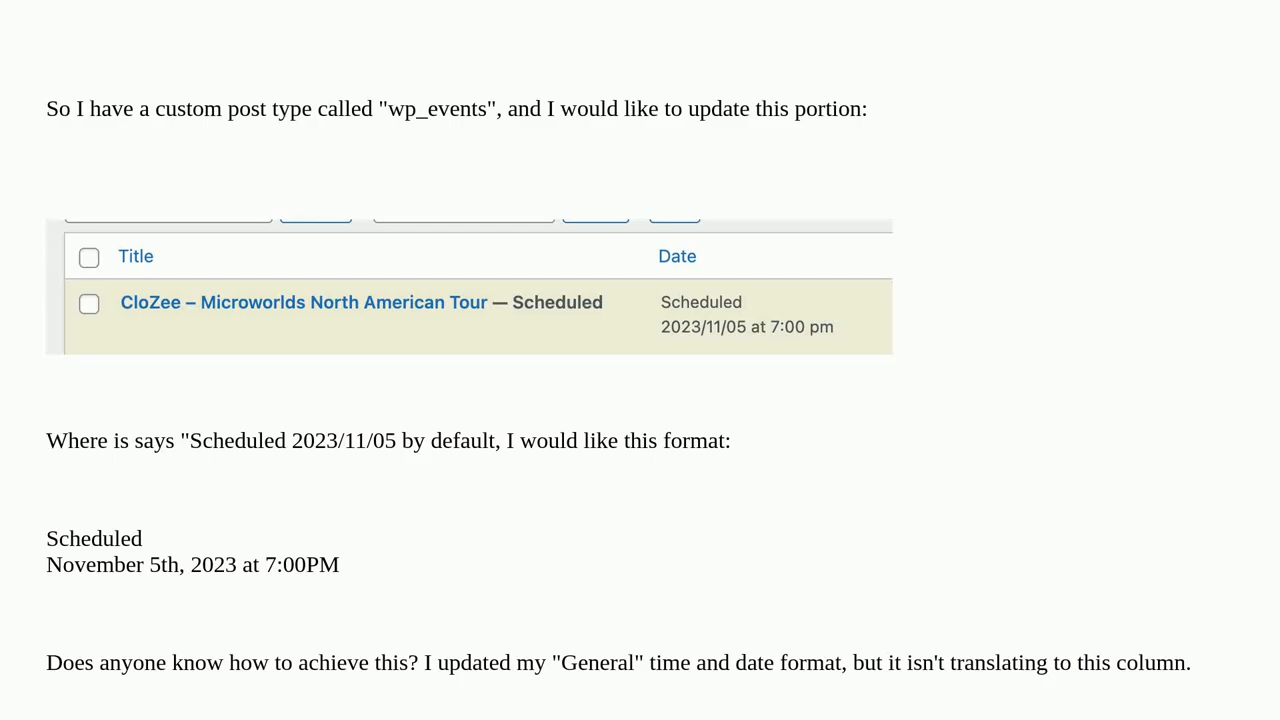 So I have a custom post type called "wp_events", and I would like to update this portion:
Title Date
CloZee – Microworlds North American Tour — Scheduled Scheduled
2023/11/05 at 7:00 pm
Where is says "Scheduled 2023/11/05 by default, I would like this format:
Scheduled
November 5th, 2023 at 7:00PM
Does anyone know how to achieve this? I updated my "General" time and date format, but it isn't translating to this column.